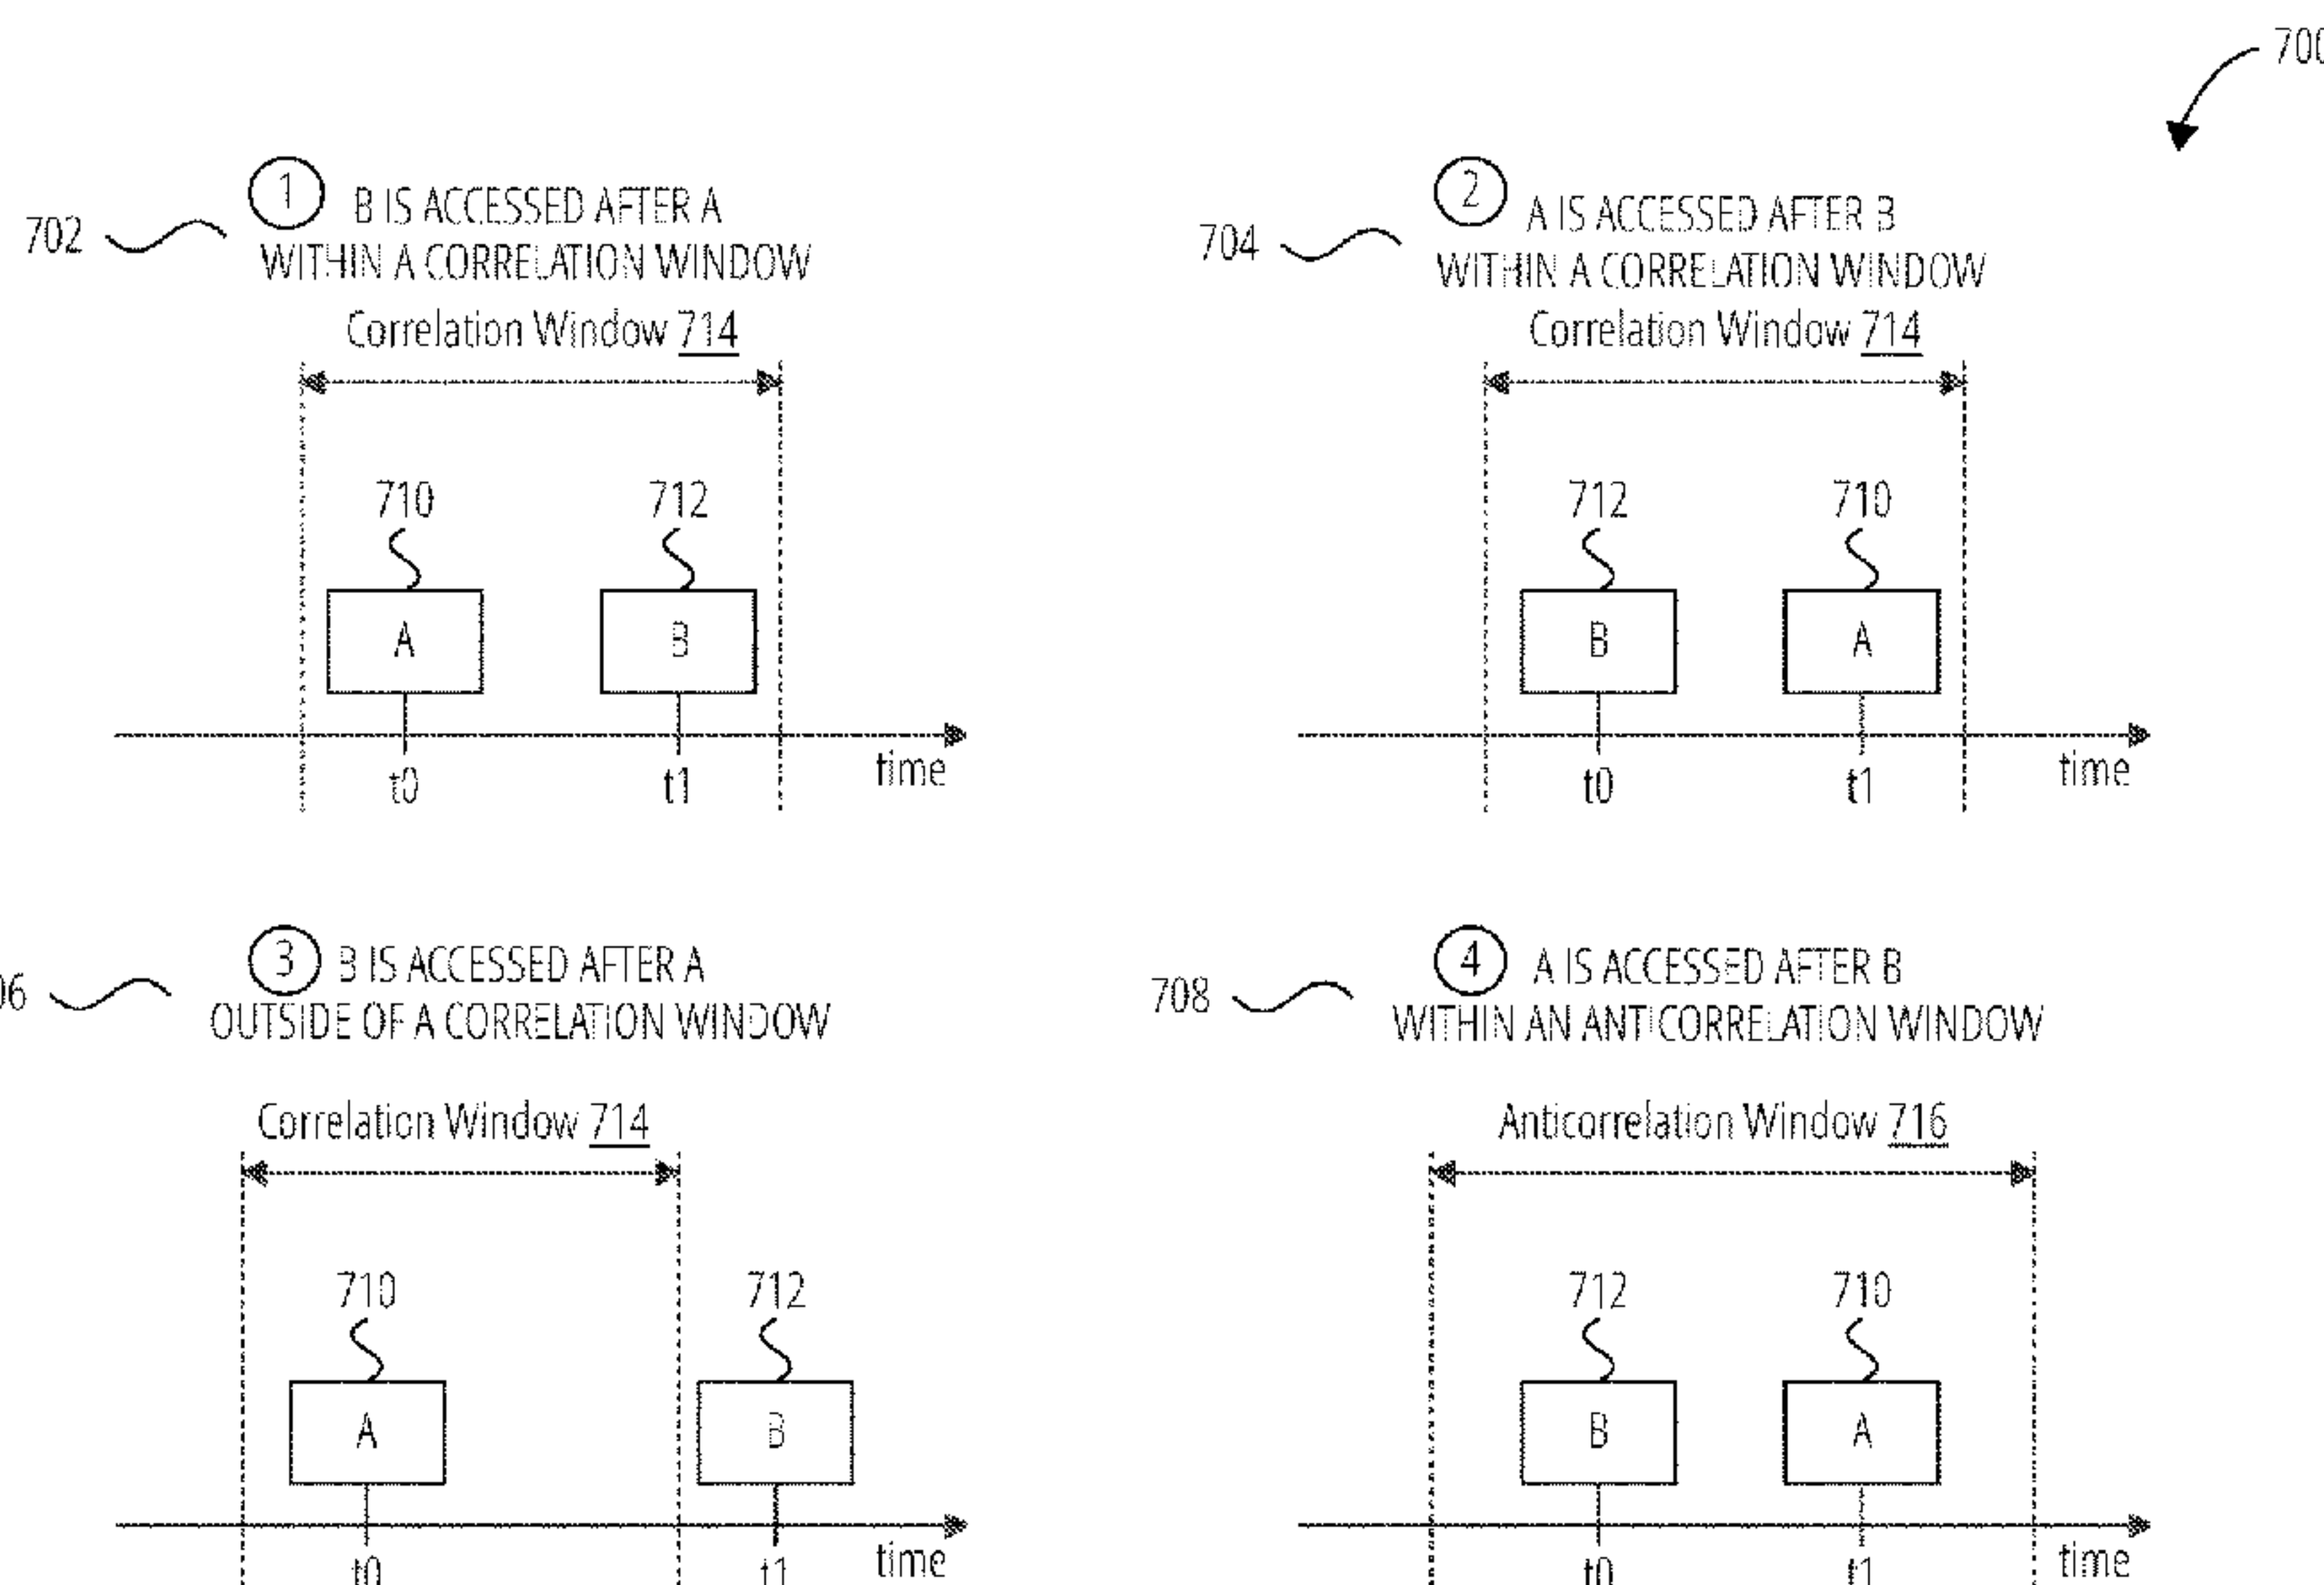 700
702
1 B IS ACCESSED AFTER A
WITHIN A CORRELATION WINDOW
Correlation Window 714
710 712
A B
t0 t1 time
704
2 A IS ACCESSED AFTER B
WITHIN A CORRELATION WINDOW
Correlation Window 714
712 710
B A
t0 t1 time
06
3 B IS ACCESSED AFTER A
OUTSIDE OF A CORRELATION WINDOW
Correlation Window 714
710 712
A B
t0 t1 time
708
4 A IS ACCESSED AFTER B
WITHIN AN ANTICORRELATION WINDOW
Anticorrelation Window 716
712 710
B A
t0 t1 time